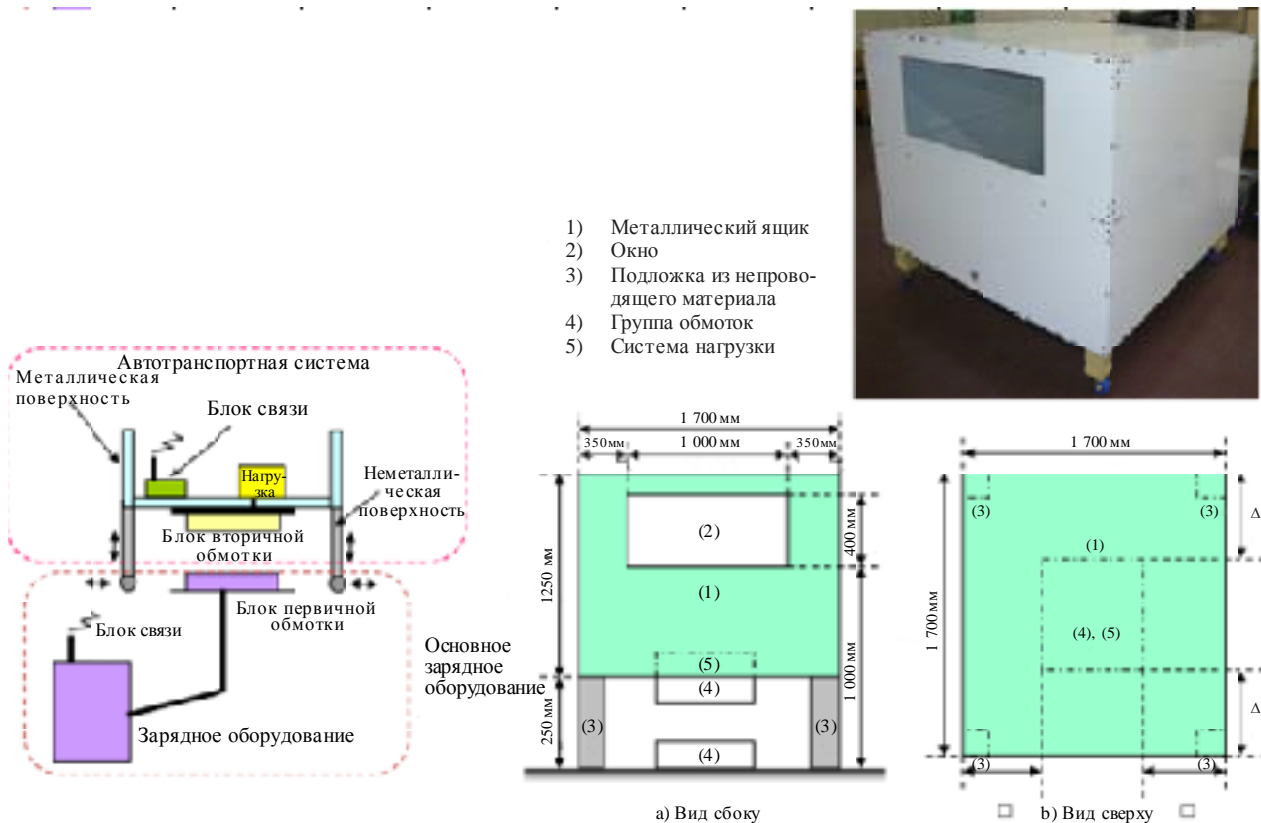 1) Металлический ящик
2) Окно
3) Подложка из непрово-
дящего материала
4) Группа обмоток
5) Система нагрузки
Автотранспортная система
Металлическая
поверхность
Блок связи
Нагру-
зка
Неметалли-
ческая
поверхность
Блок вторичной
обмотки
Блок первичной
обмотки
Блок связи
Основное
зарядное
оборудование
Зарядное оборудование
1 700 мм
350 мм
1 000 мм
350 мм
(2)
400 мм
1250 мм
(1)
1 000 мм
(5)
(4)
250 мм
(3)
(3)
(4)
a) Вид сбоку
1 700 мм
(3)
(3)
Δ
(1)
1 700 мм
(4), (5)
Δ
(3)
(3)
b) Вид сверху